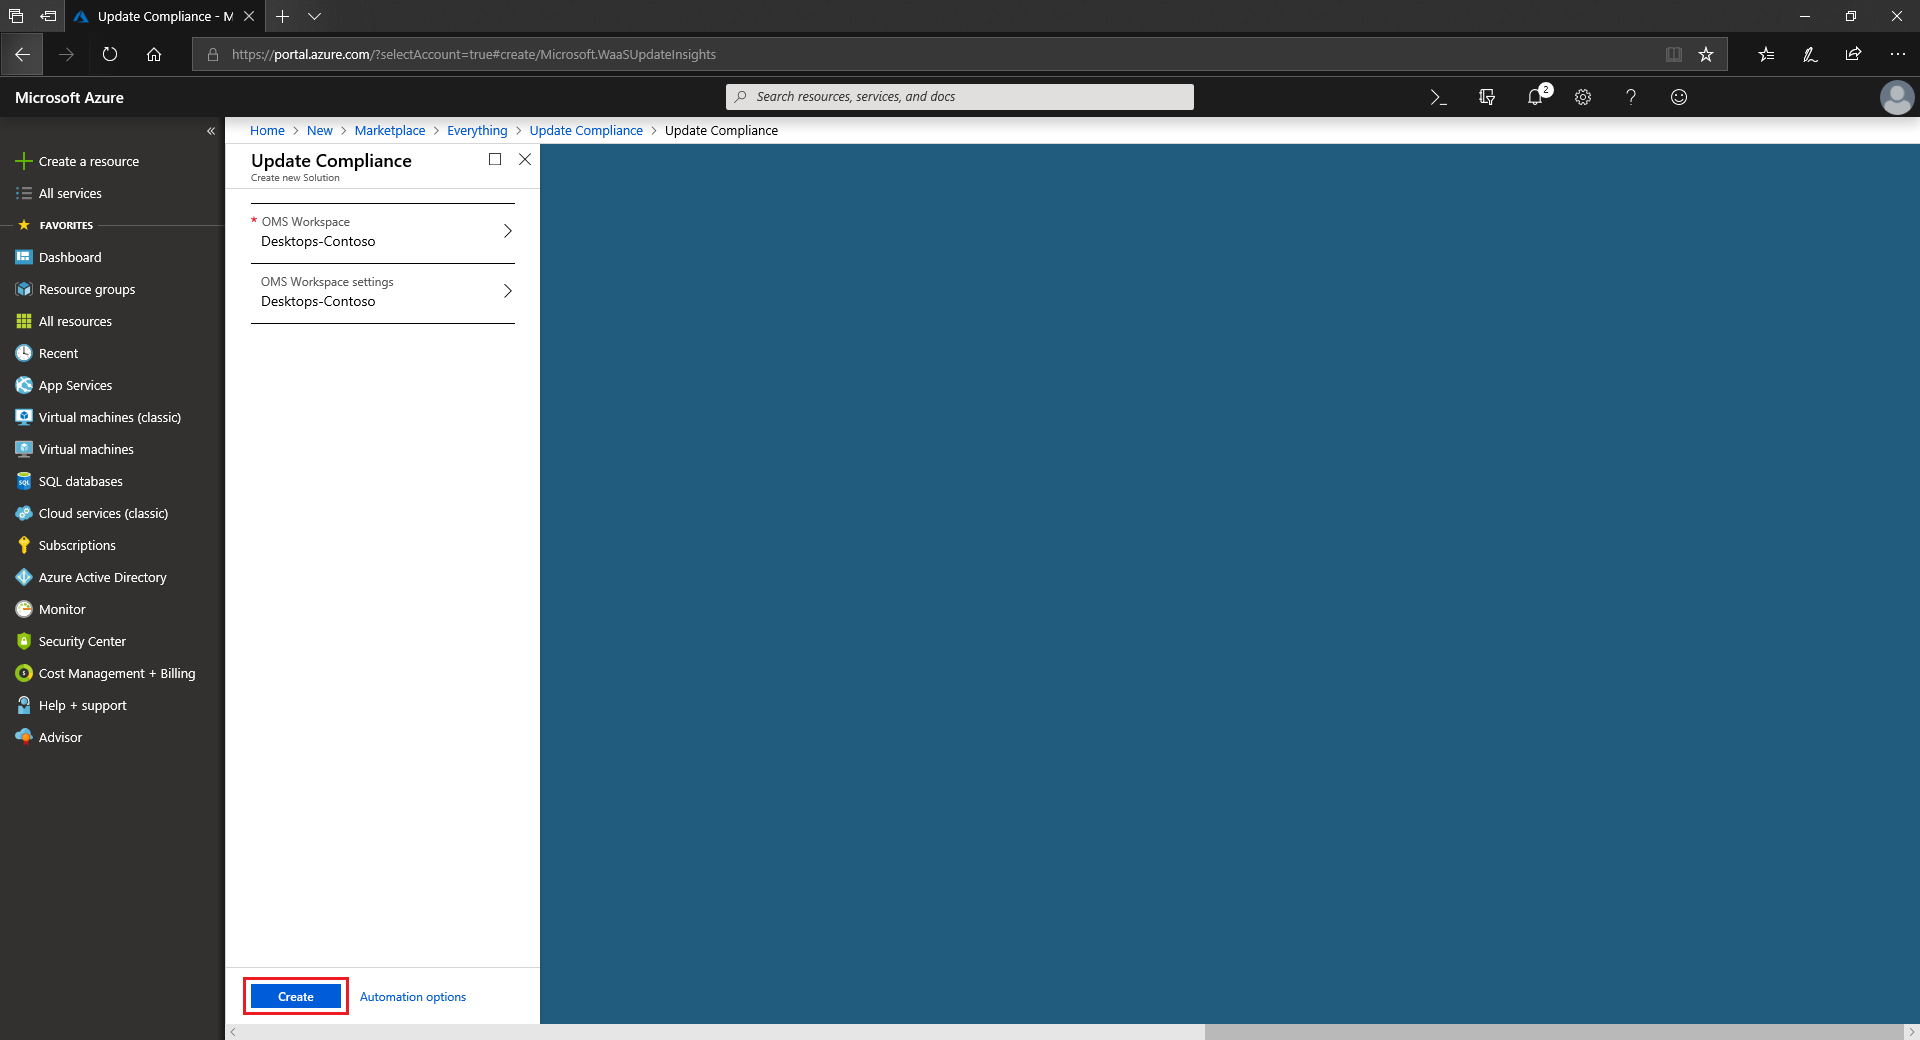 Update Compliance - M
https://portal.azure.com/?selectAccount=true#create/Microsoft.WaaSUpdateInsights
Microsoft Azure
Search resources, services, and docs
2
Home > New > Marketplace > Everything > Update Compliance > Update Compliance
Create a resource
All services
FAVORITES
Dashboard
Resource groups
All resources
Recent
App Services
Virtual machines (classic)
Virtual machines
SQL databases
Cloud services (classic)
Subscriptions
Azure Active Directory
Monitor
Security Center
Cost Management + Billing
Help + support
Advisor
Update Compliance
Create new Solution
* OMS Workspace
Desktops-Contoso
OMS Workspace settings
Desktops-Contoso
Create
Automation options